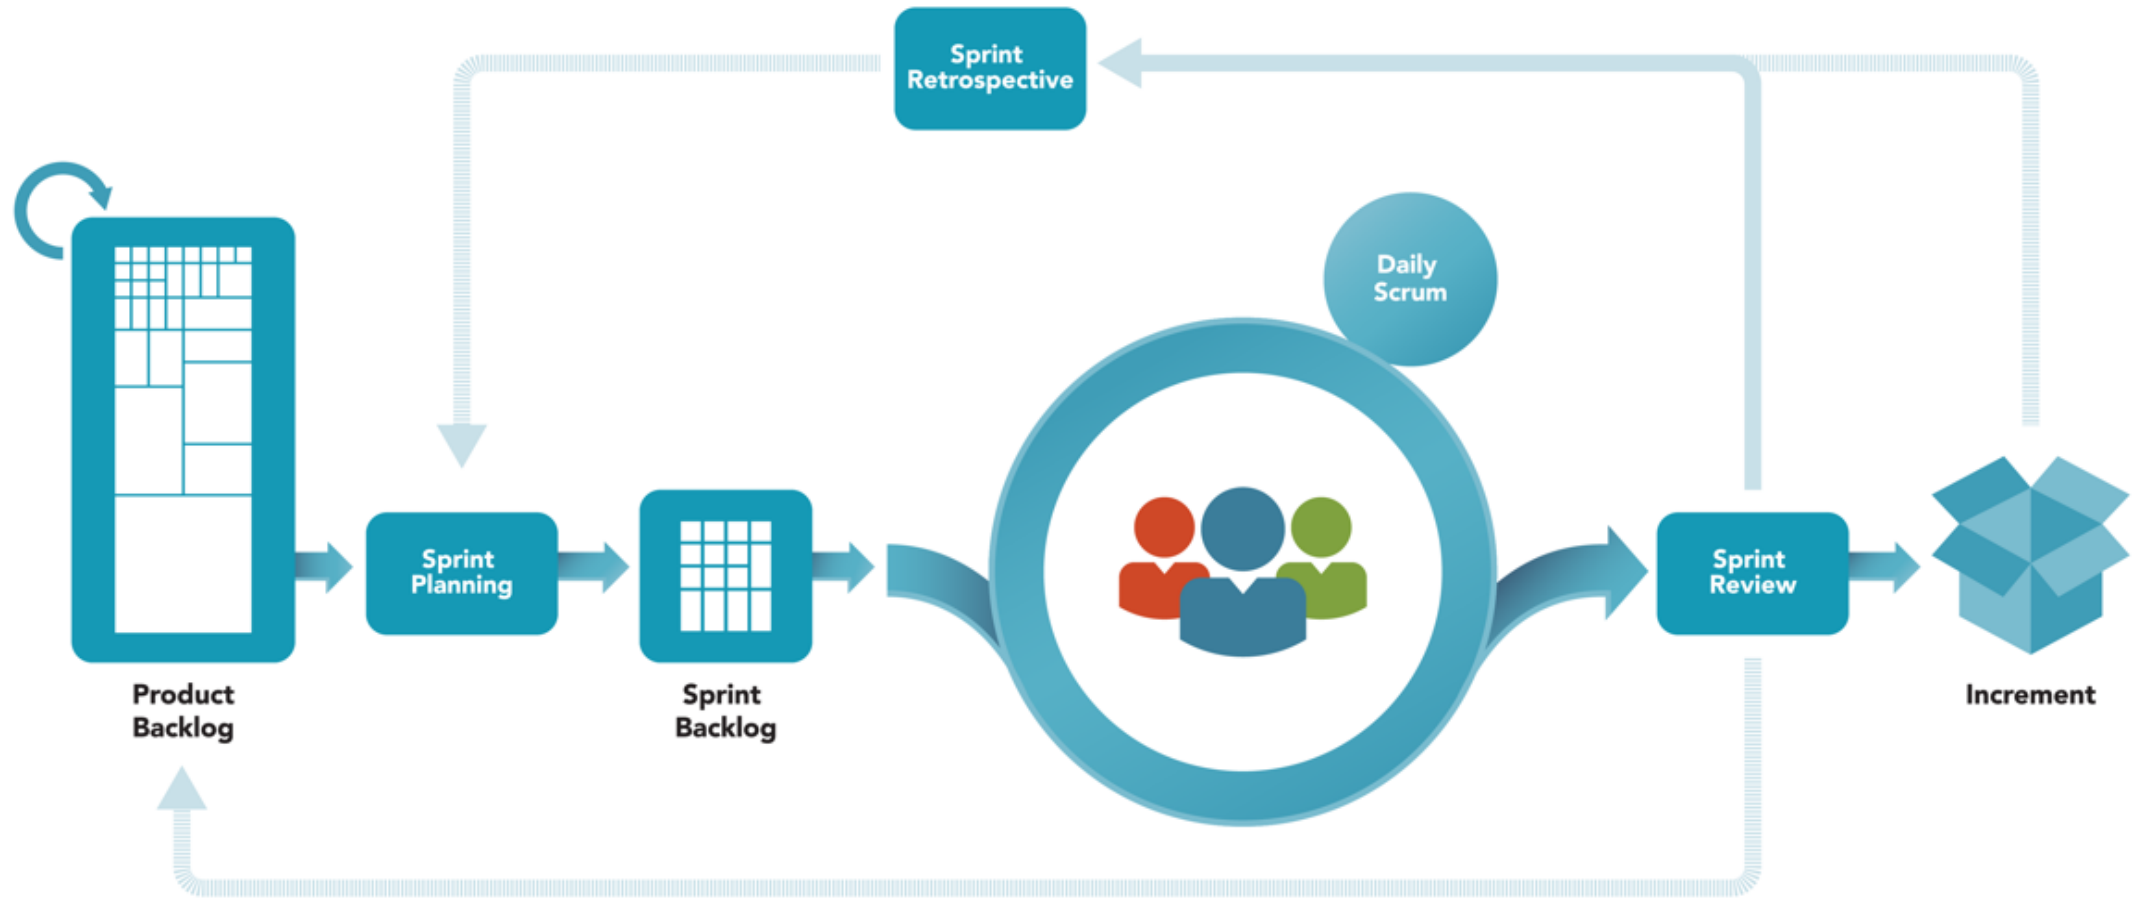 Sprint
Retrospective
Daily
Scrum
Sprint
Planning
Sprint
Review
Product
Backlog
Sprint
Backlog
Increment